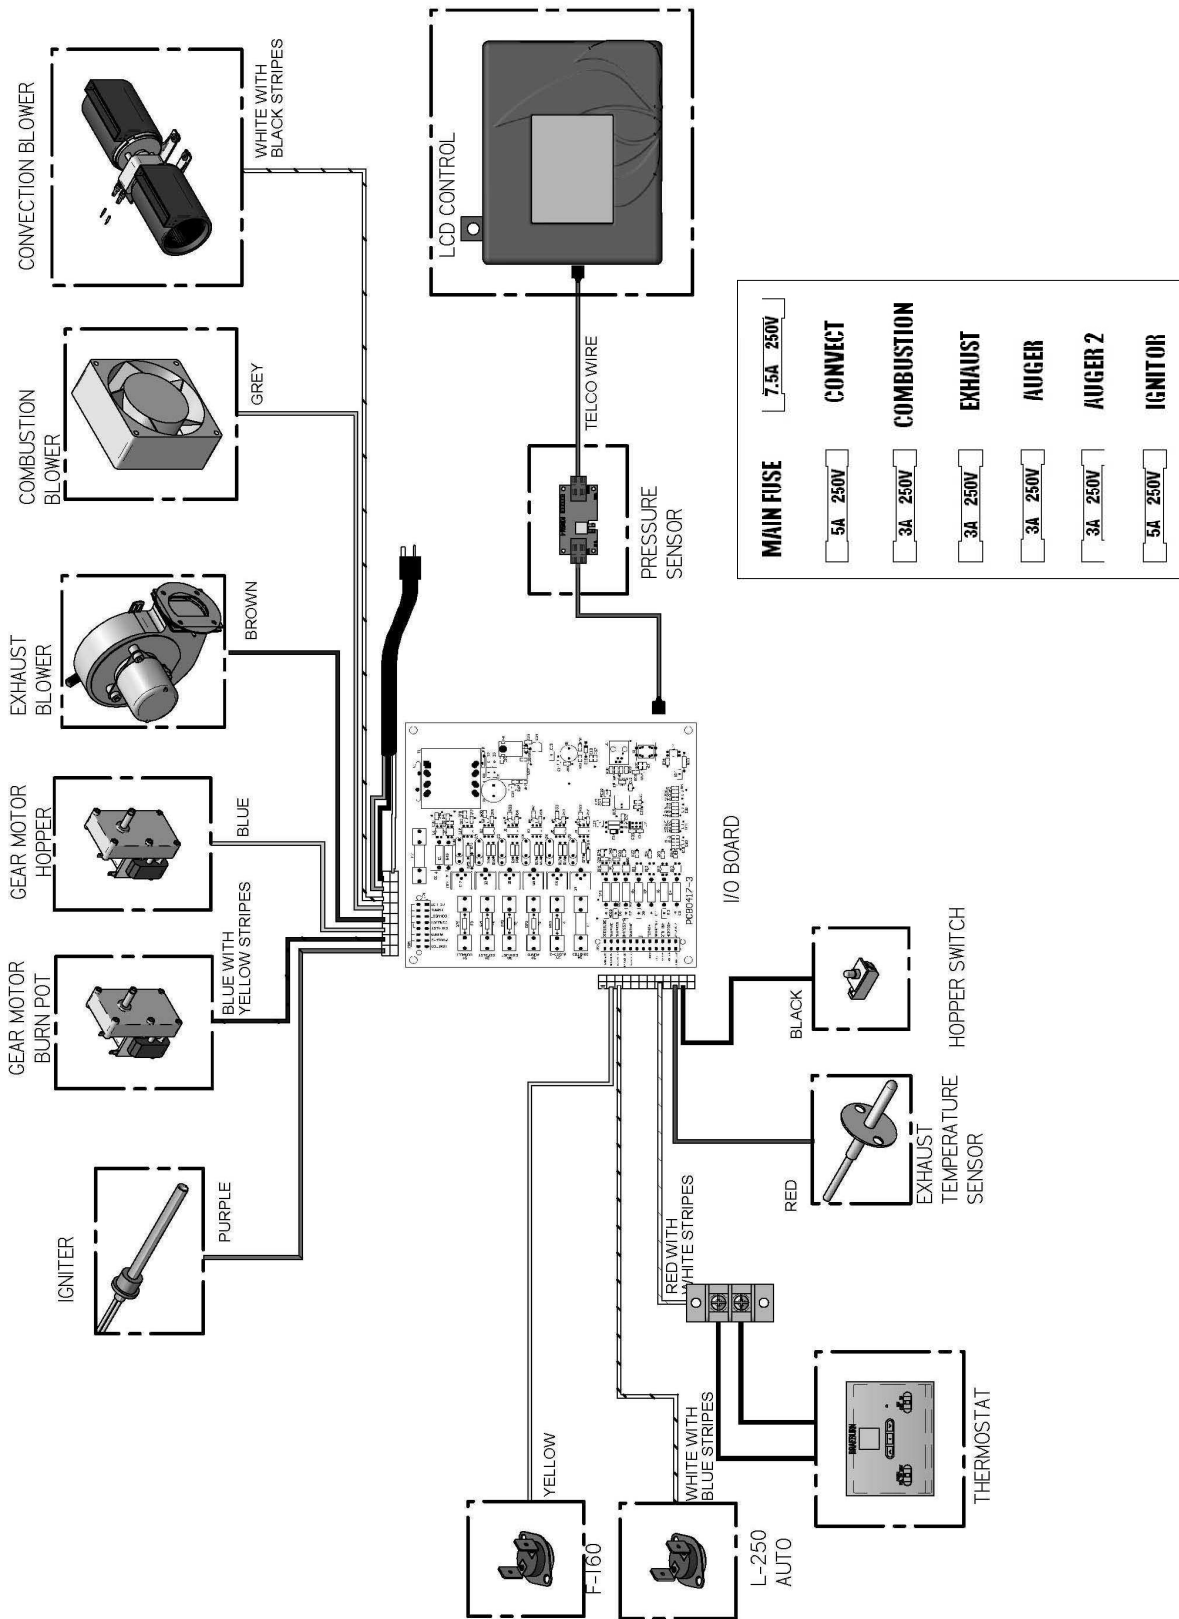 IGNITER
PURPLE
GEAR MOTOR
BURN POT
BLUE WITH
YELLOW STRIPES
GEAR MOTOR
HOPPER
BLUE
EXHAUST
BLOWER
BROWN
COMBUSTION
BLOWER
GREY
CONVECTION BLOWER
WHITE WITH
BLACK STRIPES
LCD CONTROL
TELCO WIRE
PRESSURE
SENSOR
I/O BOARD
PCB0417-3
F-160
YELLOW
L-250
AUTO
WHITE WITH
BLUE STRIPES
THERMOSTAT
RED WITH
WHITE STRIPES
EXHAUST
TEMPERATURE
SENSOR
RED
HOPPER SWITCH
BLACK
MAIN FUSE 7.5A 250V
5A 250V CONVECT
3A 250V COMBUSTION
3A 250V EXHAUST
3A 250V AUGER
3A 250V AUGER 2
5A 250V IGNITOR